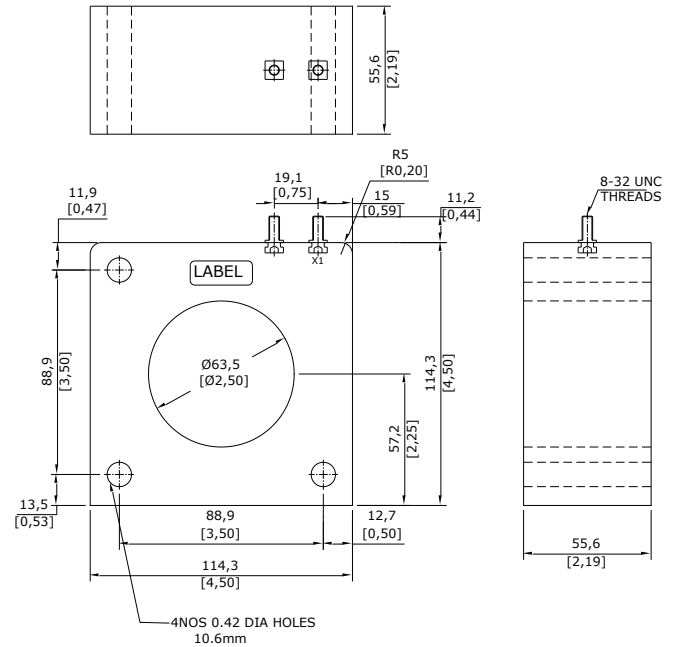 55,6
[2,19]
R5
[R0,20]
19,1
[0,75]
15
[0,59]
11,2
[0,44]
8-32 UNC
THREADS
11,9
[0,47]
X1
LABEL
Ø63,5
[Ø2,50]
88,9
[3,50]
114,3
[4,50]
57,2
[2,25]
13,5
[0,53]
88,9
[3,50]
12,7
[0,50]
114,3
[4,50]
55,6
[2,19]
4NOS 0.42 DIA HOLES
10.6mm